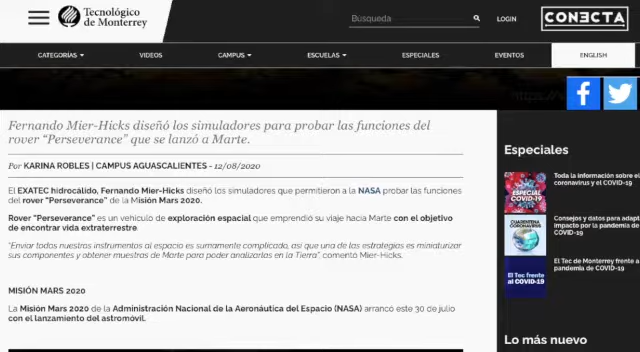 Tecnológico
de Monterrey
Búsqueda
LOGIN
CONECTA
CATEGORÍAS
VIDEOS
CAMPUS
ESCUELAS
ESPECIALES
EVENTOS
ENGLISH
Fernando Mier-Hicks diseñó los simuladores para probar las funciones del
rover “Perseverance” que se lanzó a Marte.
Por KARINA ROBLES | CAMPUS AGUASCALIENTES - 12/08/2020
El EXATEC hidrocálido, Fernando Mier-Hicks diseñó los simuladores que permitieron a la NASA probar las funciones
del rover "Perseverance" de la Misión Mars 2020.
Rover "Perseverance" es un vehículo de exploración espacial que emprendió su viaje hacia Marte con el objetivo
de encontrar vida extraterrestre.
"Enviar todos nuestros instrumentos al espacio es sumamente complicado, así que una de las estrategias es miniaturizar
sus componentes y obtener muestras de Marte para poder analizarlas en la Tierra", comentó Mier-Hicks.
MISIÓN MARS 2020
La Misión Mars 2020 de la Administración Nacional de la Aeronáutica del Espacio (NASA) arrancó este 30 de julio
con el lanzamiento del astromóvil.
Especiales
ESPECIAL
COVID-19
Toda la información sobre el
coronavirus y el COVID-19
CUARENTENA
CORONAVIRUS
Consejos y datos para adapt
impacto por la pandemia de
COVID-19
El Tec frente
al COVID-19
El Tec de Monterrey frente a
pandemia de COVID-19
Lo más nuevo